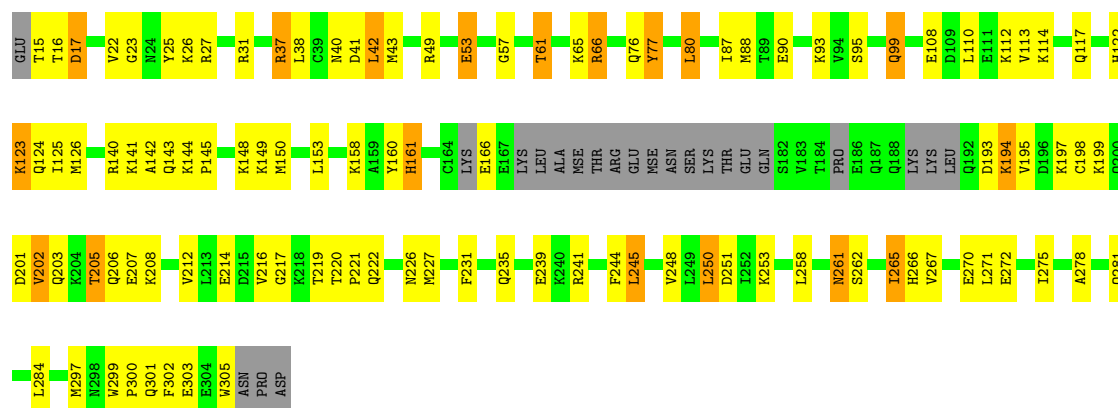 GLU T15 T16 D17 V22 G23 N24 Y25 K26 R27 R31 R37 L38 C39 N40 D41 L42 M43 R49 E53 G57 T61 K65 R66 Q76 Y77 L80 I87 M88 T89 E90 K93 V94 S95 Q99 E108 D109 L110 E111 K112 V113 K114 Q117 H122
K123 Q124 I125 M126 R140 K141 A142 Q143 K144 P145 K148 K149 M150 L153 K158 A159 Y160 H161 C164 LYS E166 E167 LYS LEU ALA MSE THR ARG GLU MSE ASN SER LYS THR GLU GLN S182 V183 T184 PRO E186 Q187 Q188 LYS LYS LEU Q192 D193 K194 V195 D196 K197 C198 K199
D201 V202 Q203 K204 T205 Q206 E207 K208 V212 L213 E214 D215 V216 G217 K218 T219 T220 P221 Q222 N226 M227 F231 Q235 E239 K240 R241 F244 L245 V248 L249 L250 D251 I252 K253 L258 N261 S262 I265 H266 V267 E270 L271 E272 I275 A278
L284 M297 N298 W299 P300 Q301 F302 E303 E304 W305 ASN PRO ASP